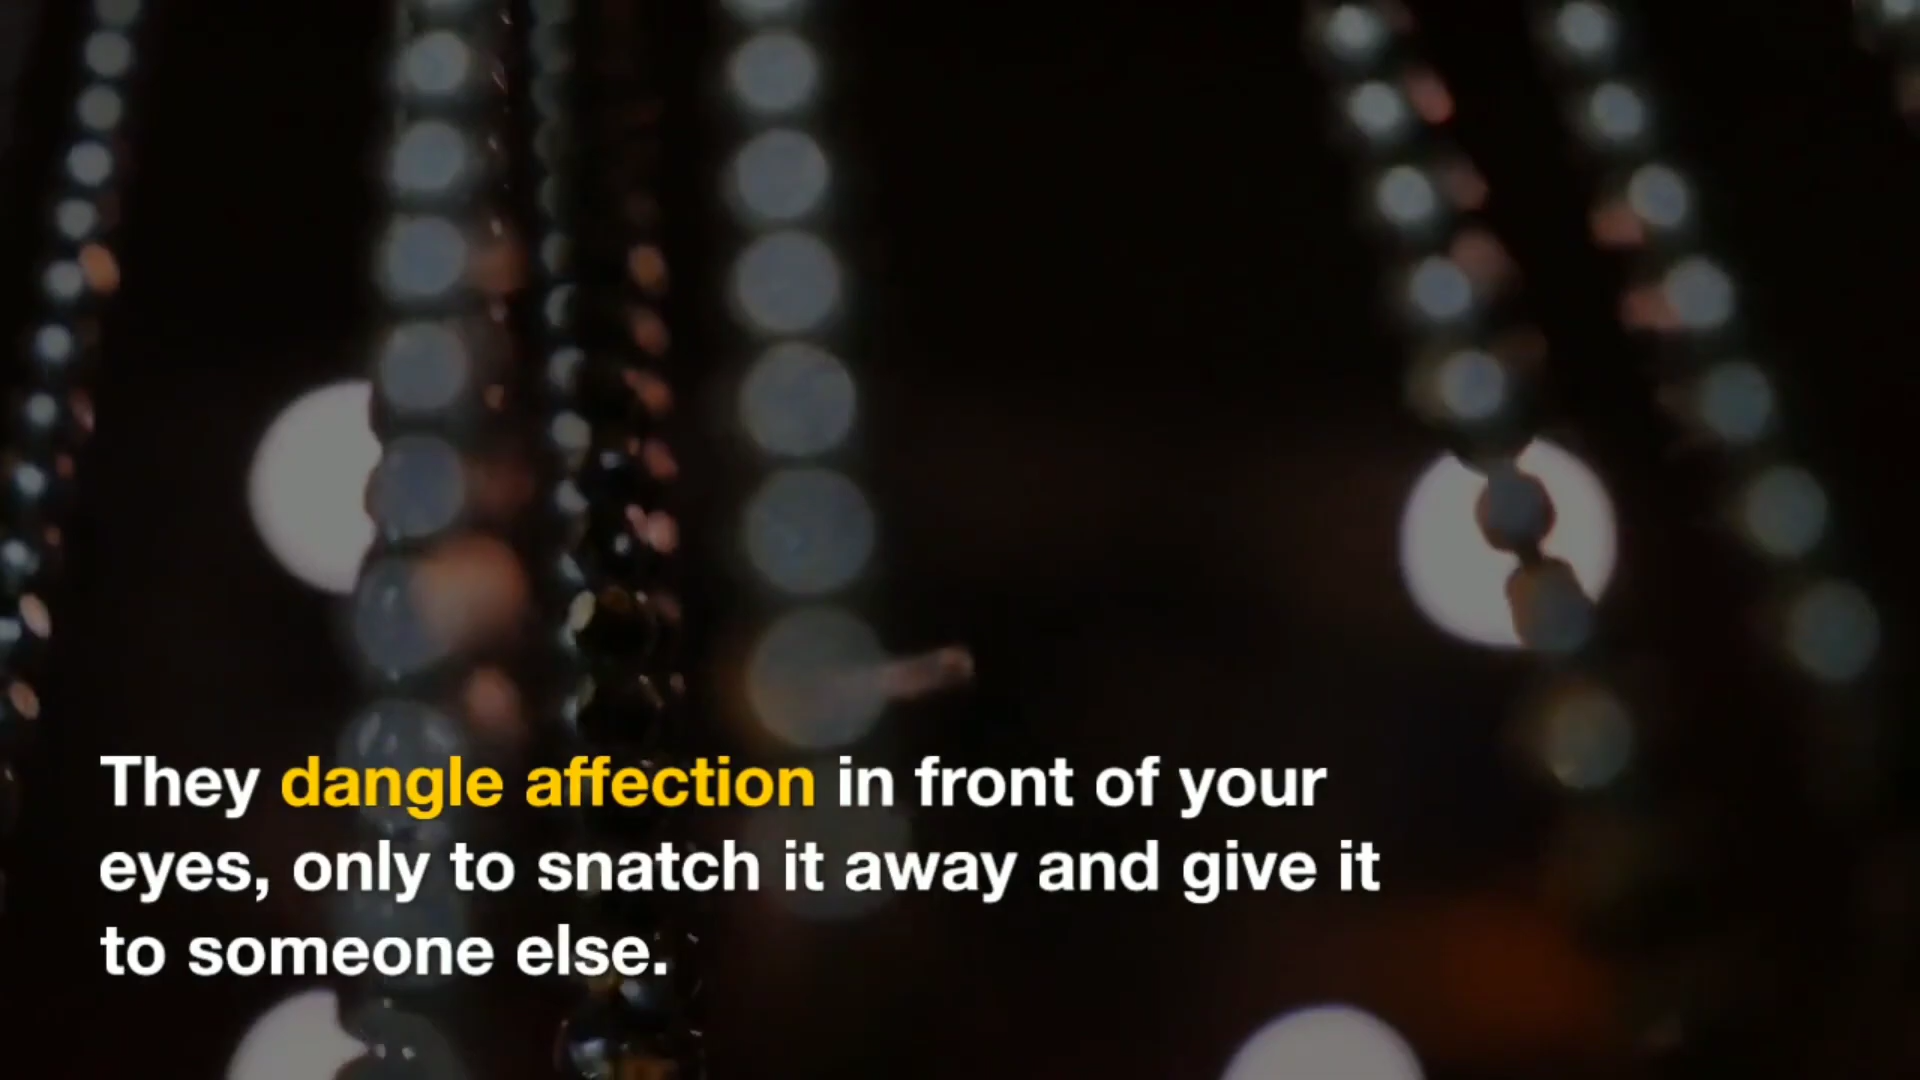 They dangle affection in front of your
eyes, only to snatch it away and give it
to someone else.